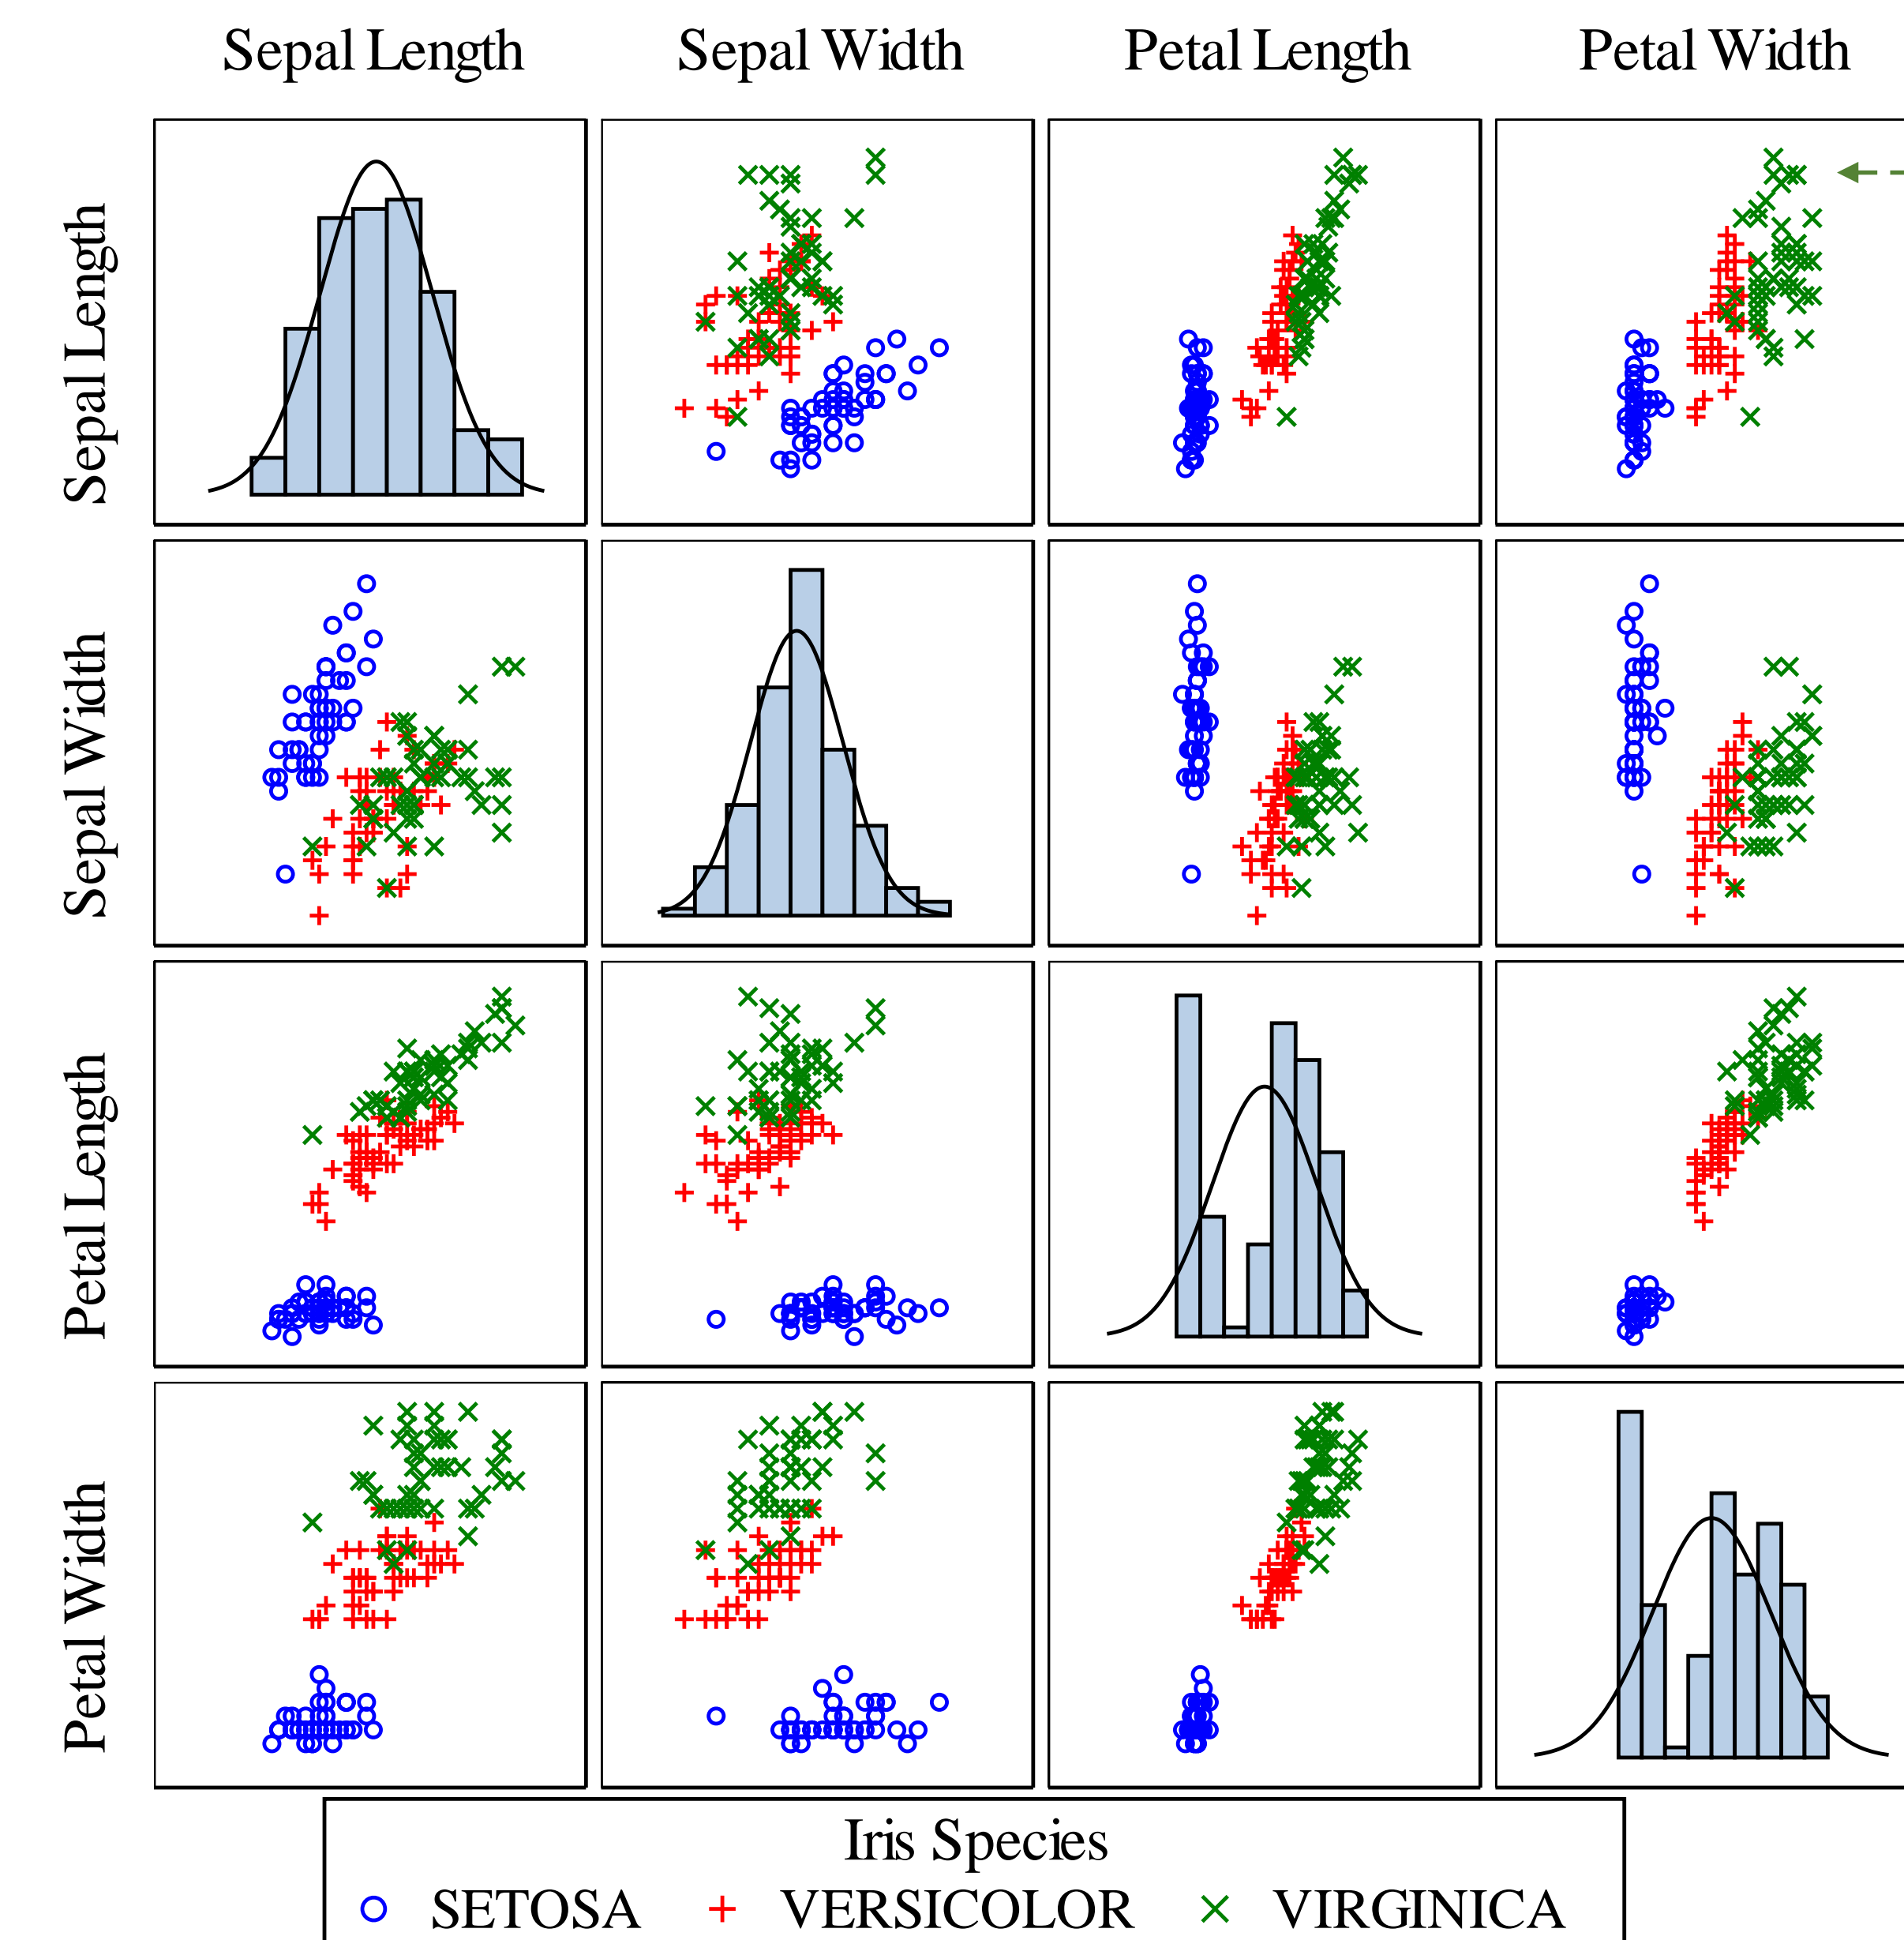 Sepal Length Sepal Width Petal Length Petal Width
Sepal Length
Sepal Width
Petal Length
Petal Width
Iris Species
SETOSA VERSICOLOR VIRGINICA